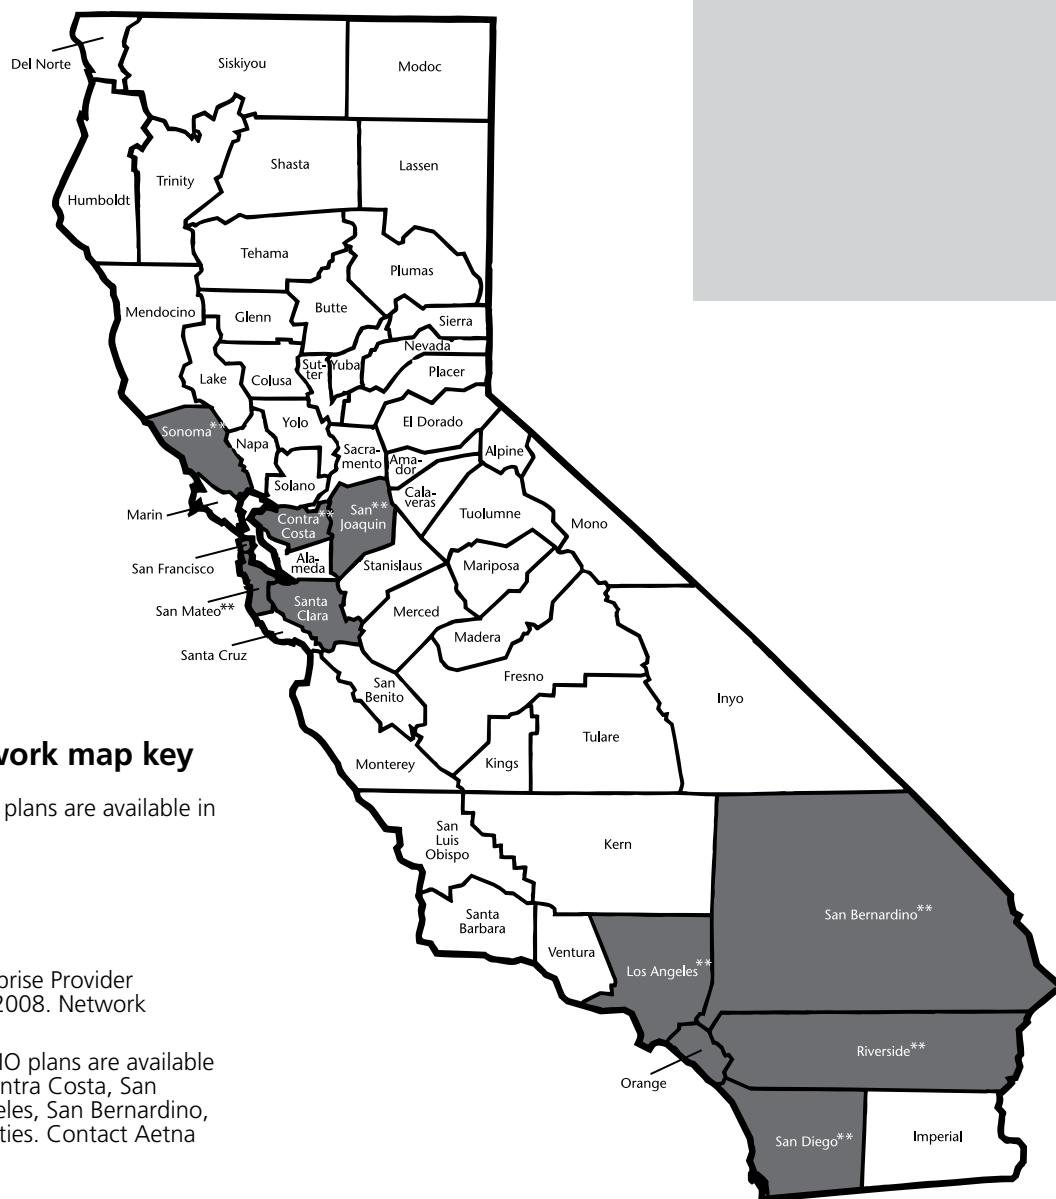 Del Norte
Siskiyou
Modoc
Humboldt
Trinity
Shasta
Lassen
Tehama
Plumas
Mendocino
Glenn
Butte
Sierra
Nevada
Lake
Colusa
Sut-
ter
Yuba
Placer
Sonoma**
Napa
Yolo
El Dorado
Sacra-
mento
Ama-
dor
Alpine
Solano
Cala-
veras
Marin
Contra**
Costa
San**
Joaquin
Tuolumne
Mono
San Francisco
Ala-
meda
Stanislaus
Mariposa
San Mateo**
Santa
Clara
Merced
Madera
Santa Cruz
San
Benito
Fresno
Inyo
Monterey
Kings
Tulare
work map key
plans are available in
San
Luis
Obispo
Kern
San Bernardino**
Santa
Barbara
Ventura
Los Angeles**
prise Provider
2008. Network
Riverside**
Orange
plans are available
ntra Costa, San
eles, San Bernardino,
ties. Contact Aetna
San Diego**
Imperial